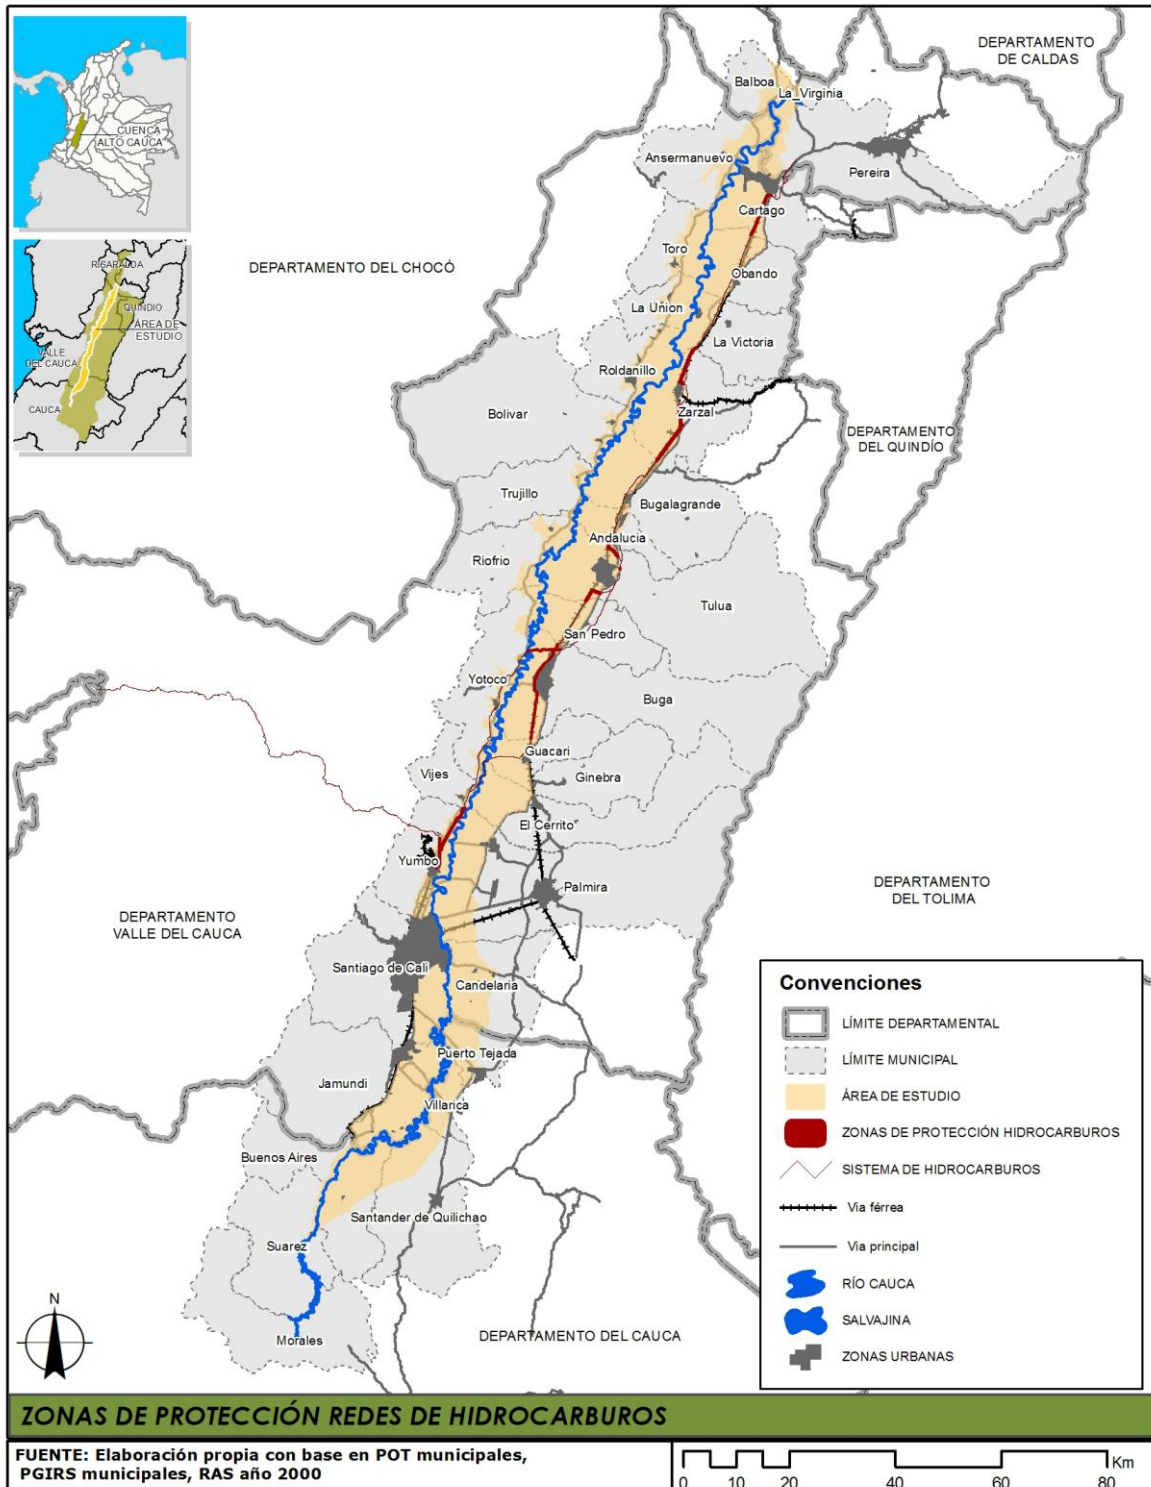 CUENCA
ALTO CAUCA
RISARALDA
QUINDIO
ÁREA DE
ESTUDIO
VALLE
DEL CAUCA
CAUCA
DEPARTAMENTO
DE CALDAS
Balboa
La_Virginia
Ansermanuevo
Pereira
Cartago
Toro
DEPARTAMENTO DEL CHOCÓ
Obando
La Union
La Victoria
Roldanillo
Bolivar
Zarzal
DEPARTAMENTO
DEL QUINDÍO
Trujillo
Bugalagrande
Andalucia
Riofrio
Tulua
San Pedro
Yotoco
Buga
Guacari
Vijes
Ginebra
El Cerrito
Yumbo
Palmira
DEPARTAMENTO
DEL TOLIMA
DEPARTAMENTO
VALLE DEL CAUCA
Santiago de Cali
Candelaria
Puerto Tejada
Jamundi
Villarica
Buenos Aires
Santander de Quilichao
Suarez
Morales
DEPARTAMENTO DEL CAUCA
N
Convenciones
LÍMITE DEPARTAMENTAL
LÍMITE MUNICIPAL
ÁREA DE ESTUDIO
ZONAS DE PROTECCIÓN HIDROCARBUROS
SISTEMA DE HIDROCARBUROS
Via férrea
Via principal
RÍO CAUCA
SALVAJINA
ZONAS URBANAS
ZONAS DE PROTECCIÓN REDES DE HIDROCARBUROS
FUENTE: Elaboración propia con base en POT municipales,
PGIRS municipales, RAS año 2000
Km
0 10 20 40 60 80